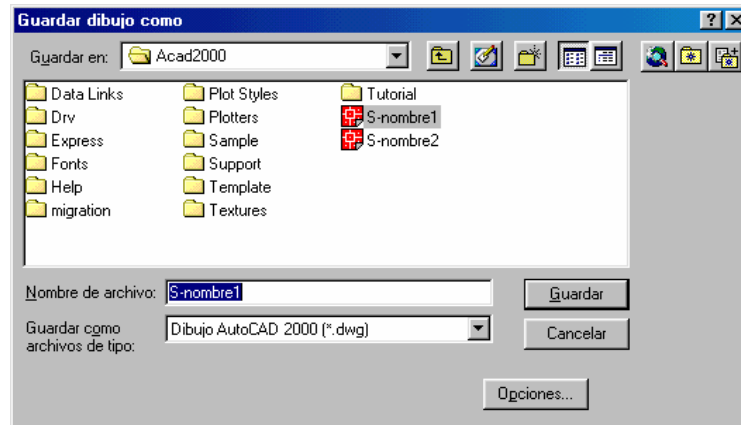 Guardar dibujo como
Guardar en: Acad2000
Data Links Plot Styles Tutorial
Drv Plotters S-nombre1
Express Sample S-nombre2
Fonts Support
Help Template
migration Textures
Nombre de archivo: S-nombre1 Guardar
Guardar como Dibujo AutoCAD 2000 (*.dwg) Cancelar
archivos de tipo:
Opciones...